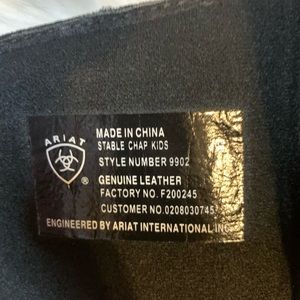 ARIAT
®
MADE IN CHINA
STABLE CHAP KIDS
STYLE NUMBER 9902
GENUINE LEATHER
FACTORY NO. F200245
CUSTOMER NO.0208030745
ENGINEERED BY ARIAT INTERNATIONAL INC